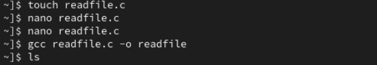 ~]$ touch readfile.c
~]$ nano readfile.c
~]$ nano readfile.c
~]$ gcc readfile.c -o readfile
~]$ ls